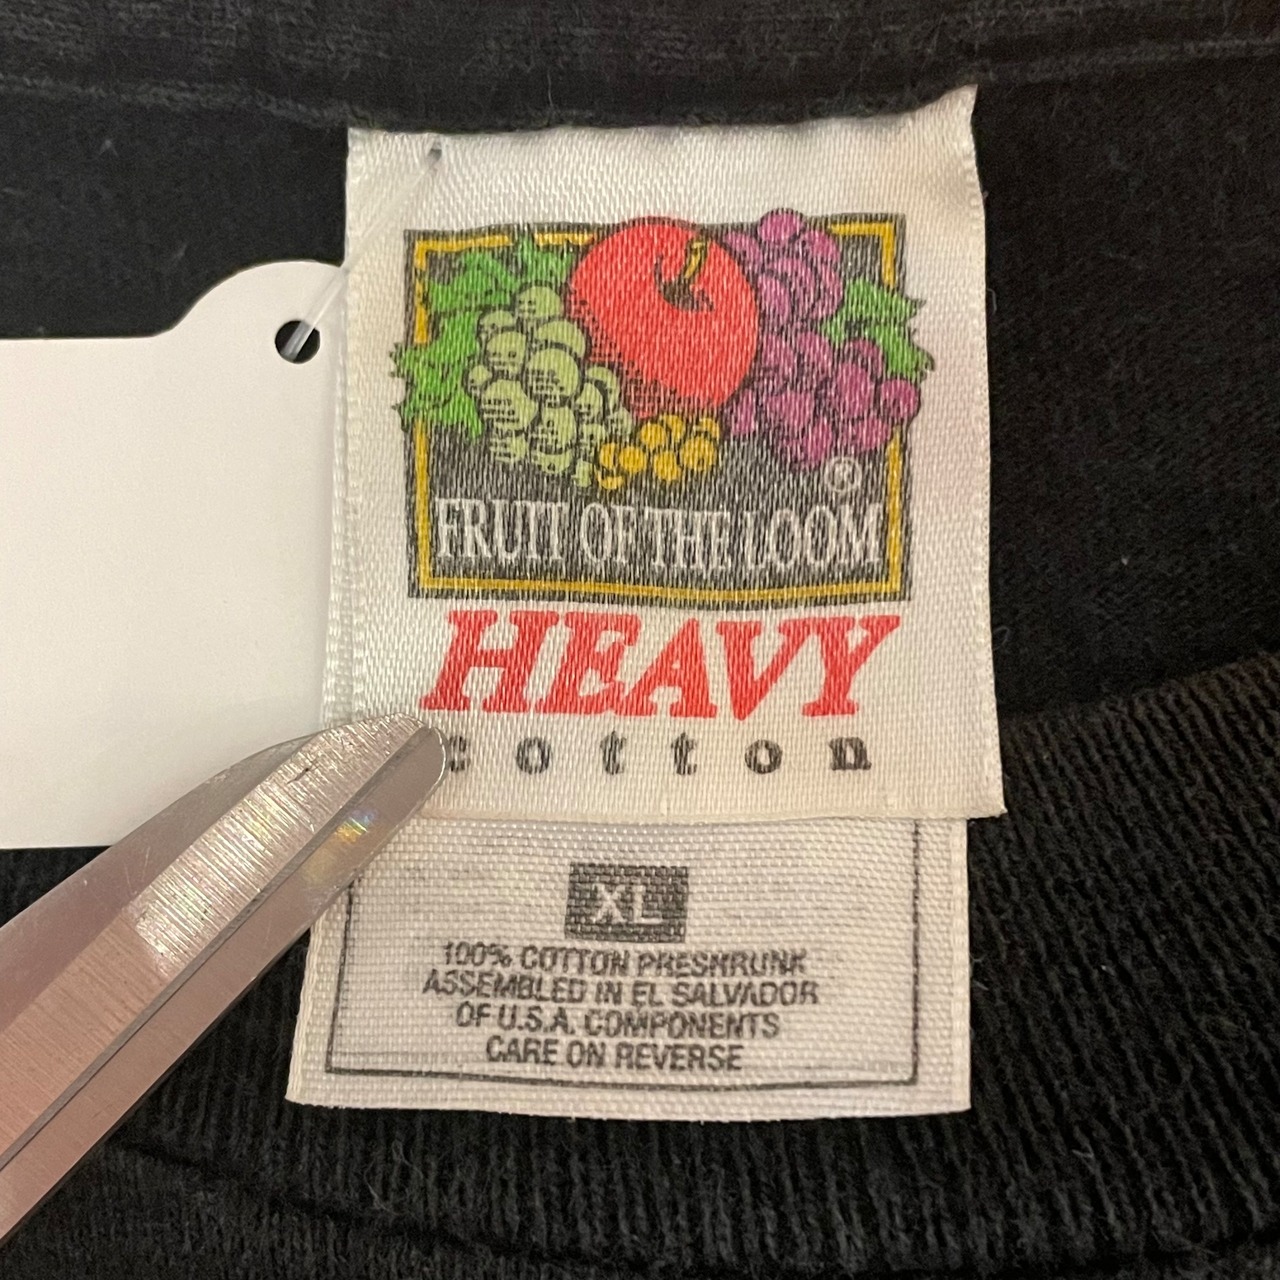 ®
FRUIT OF THE LOOM
HEAVY
cotton
XL
100% COTTON PRESHRUNK
ASSEMBLED IN EL SALVADOR
OF U.S.A. COMPONENTS
CARE ON REVERSE